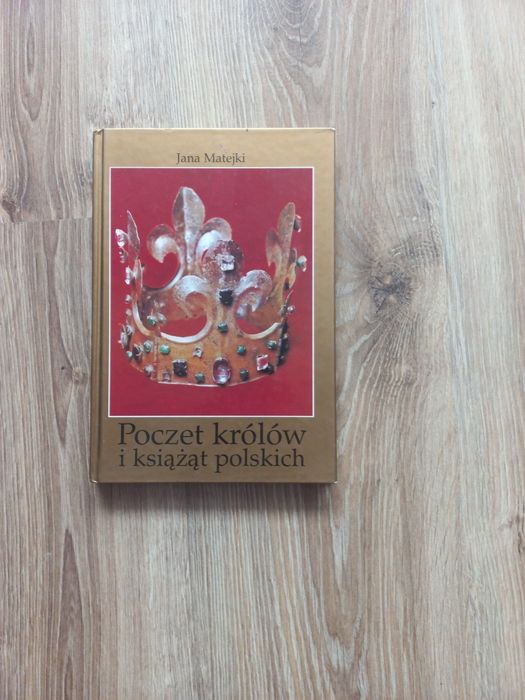 Jana Matejki
Poczet królów
i książąt polskich